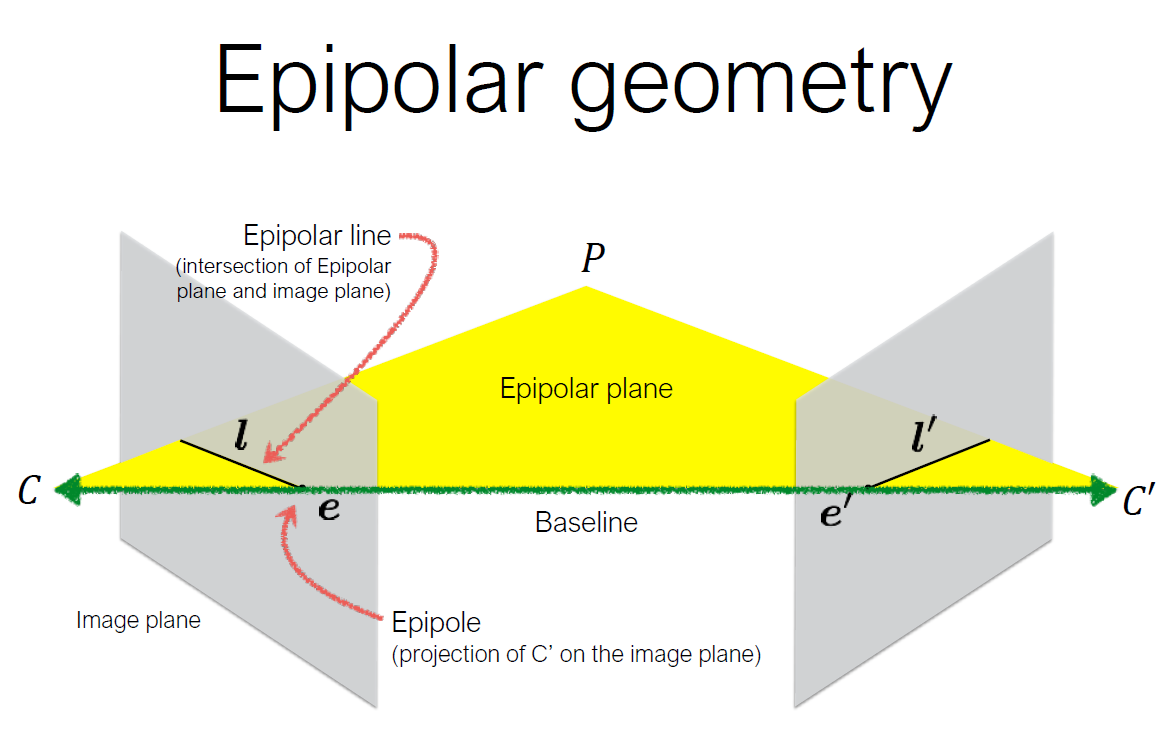 Epipolar geometry
Epipolar line
(intersection of Epipolar
plane and image plane)
P
Epipolar plane
l
l′
C
e
Baseline
e′
C′
Image plane
Epipole
(projection of C’ on the image plane)